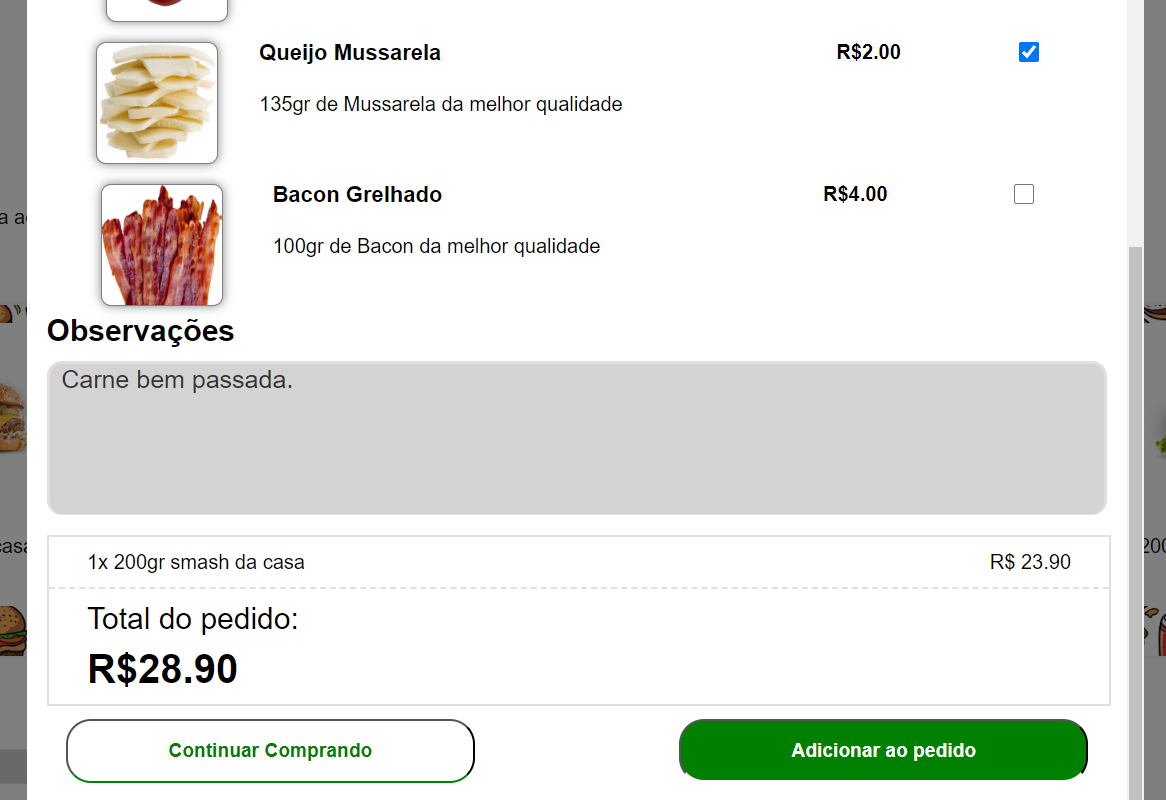 Queijo Mussarela R$2.00
135gr de Mussarela da melhor qualidade
Bacon Grelhado R$4.00
100gr de Bacon da melhor qualidade
Observações
Carne bem passada.
1x 200gr smash da casa R$ 23.90
Total do pedido:
R$28.90
Continuar Comprando Adicionar ao pedido